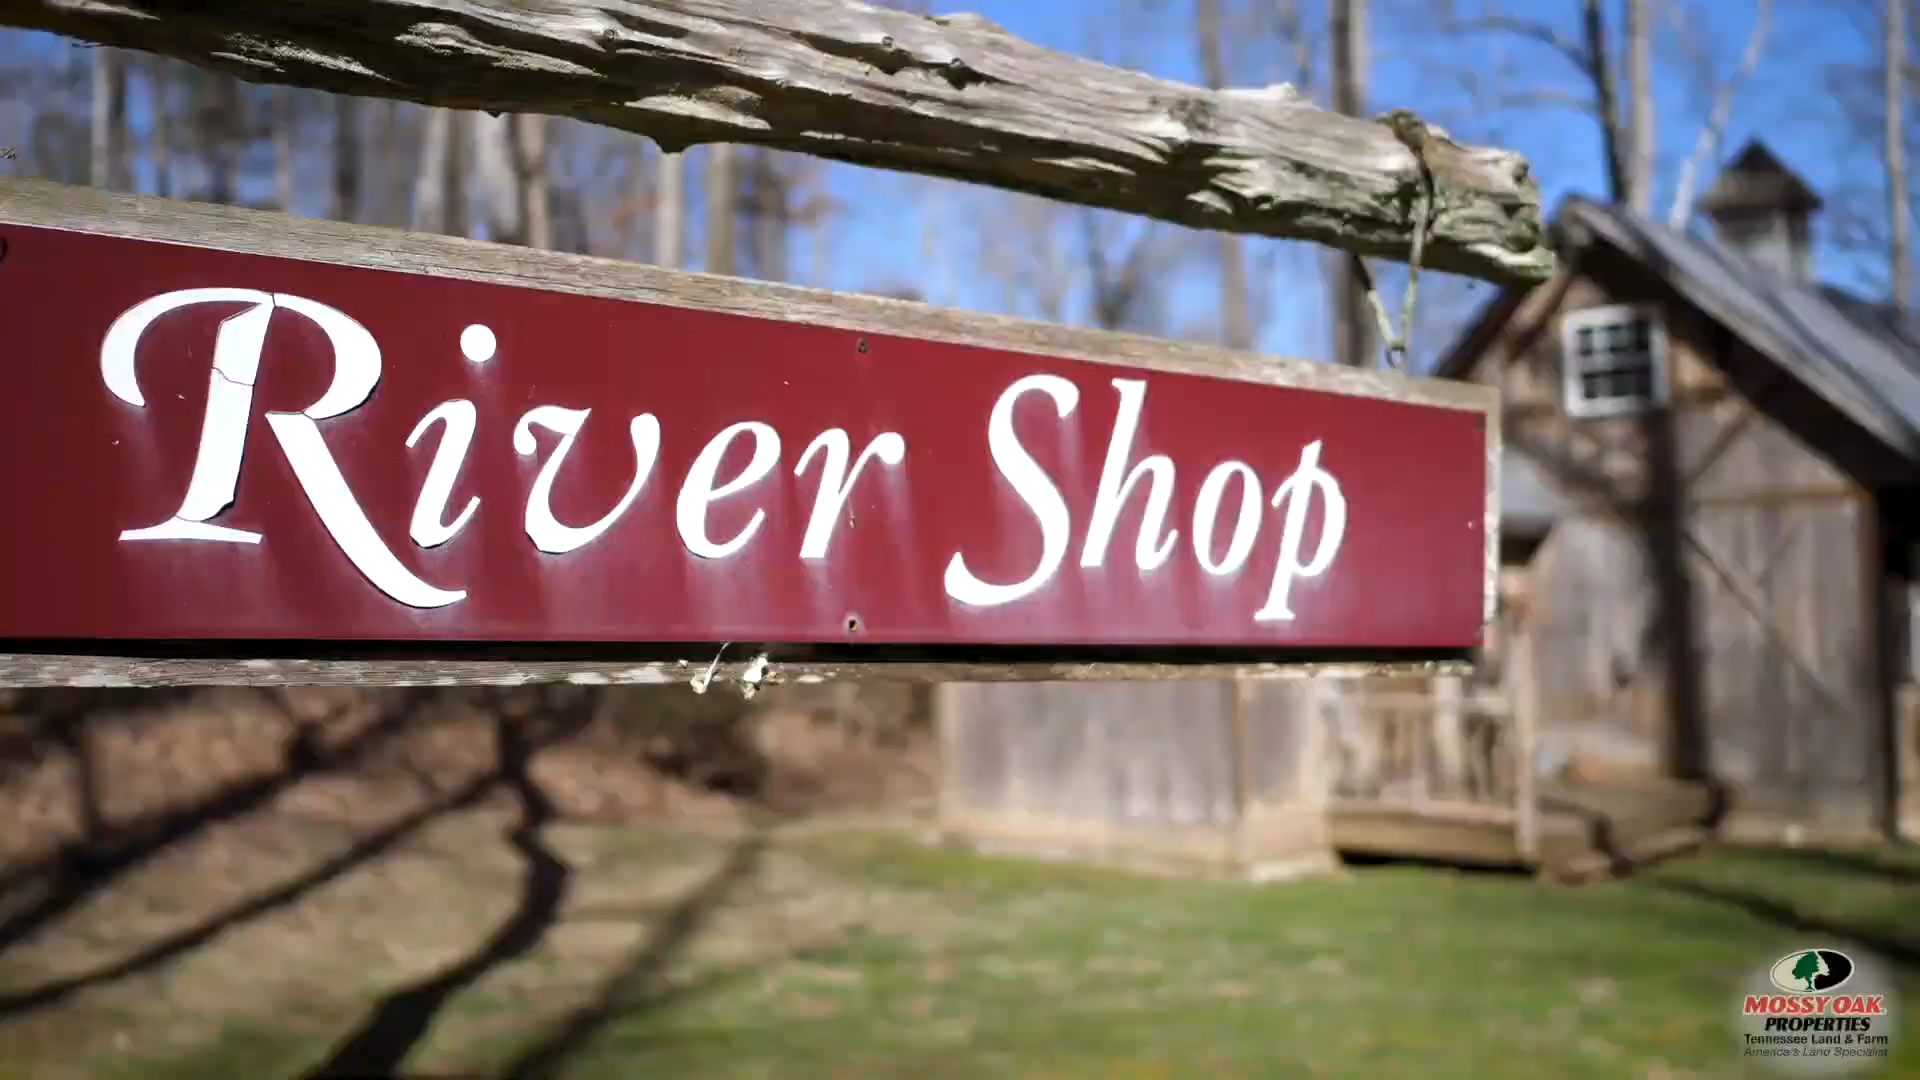 River Shop
MOSSY OAK
PROPERTIES
Tennessee Land & Farm
America's Land Specialist